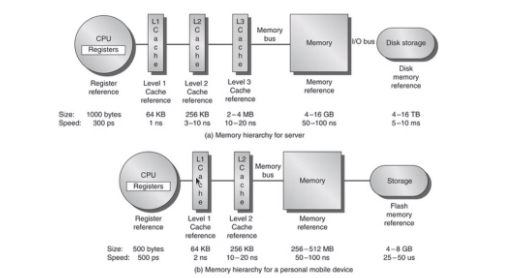 CPU
Registers
L1
Cache
L2
Cache
L3
Cache
Memory
bus
Memory
I/O bus
Disk storage
Register
reference
Level 1
Cache
reference
Level 2
Cache
reference
Level 3
Cache
reference
Memory
reference
Disk
memory
reference
Size: 1000 bytes 64 KB 256 KB 2–4 MB 4–16 GB 4–16 TB
Speed: 300 ps 1 ns 3–10 ns 10–20 ns 50–100 ns 5–10 ms
(a) Memory hierarchy for server
CPU
Registers
L1
Cache
L2
Cache
Memory
bus
Memory
Storage
Register
reference
Level 1
Cache
reference
Level 2
Cache
reference
Memory
reference
Flash
memory
reference
Size: 500 bytes 64 KB 256 KB 256–512 MB 4–8 GB
Speed: 500 ps 2 ns 10–20 ns 50–100 ns 25–50 us
(b) Memory hierarchy for a personal mobile device